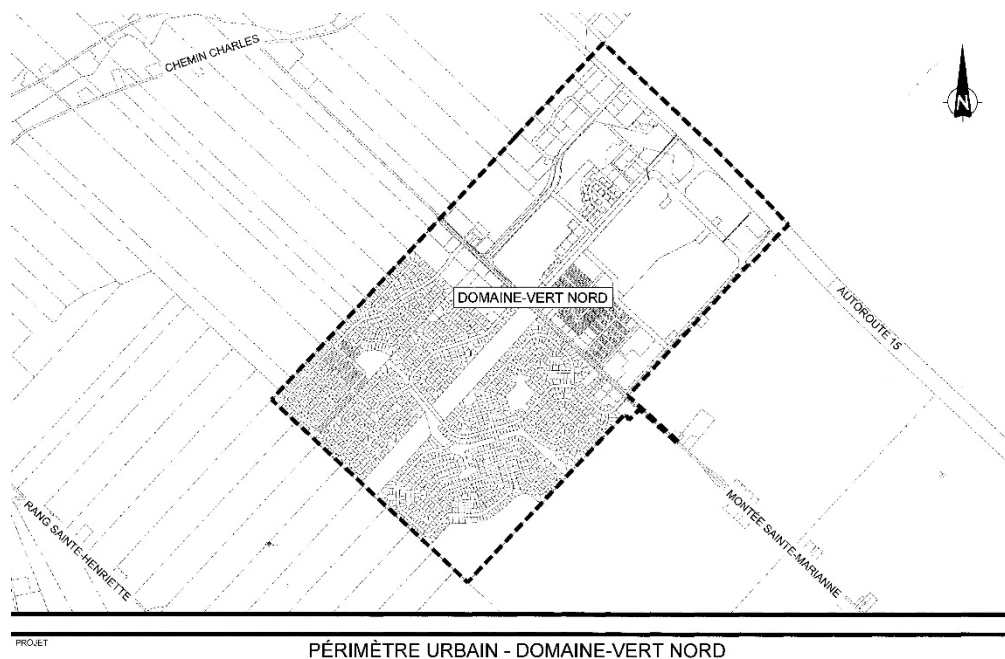 CHEMIN CHARLES
N
DOMAINE-VERT NORD
AUTOROUTE 15
RANG SAINTE-HENRIETTE
MONTÉE SAINTE-MARIANNE
PROJET
PÉRIMÈTRE URBAIN - DOMAINE-VERT NORD